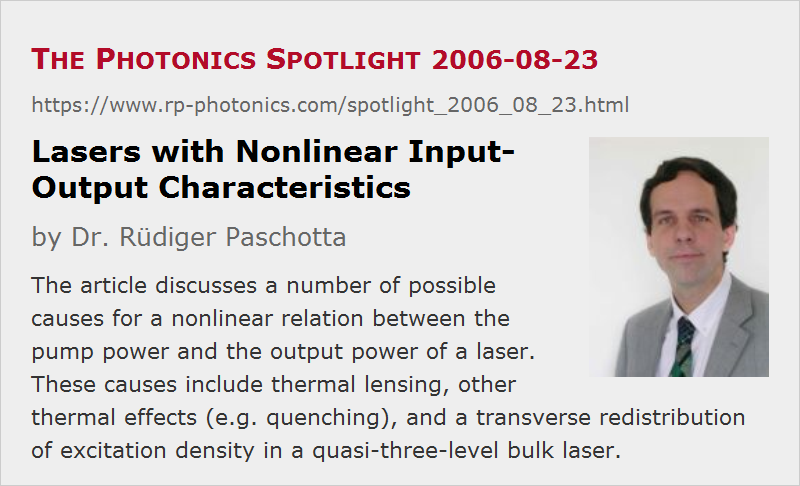 THE PHOTONICS SPOTLIGHT 2006-08-23
https://www.rp-photonics.com/spotlight_2006_08_23.html
Lasers with Nonlinear Input-
Output Characteristics
by Dr. Rüdiger Paschotta
The article discusses a number of possible
causes for a nonlinear relation between the
pump power and the output power of a laser.
These causes include thermal lensing, other
thermal effects (e.g. quenching), and a transverse redistribution
of excitation density in a quasi-three-level bulk laser.